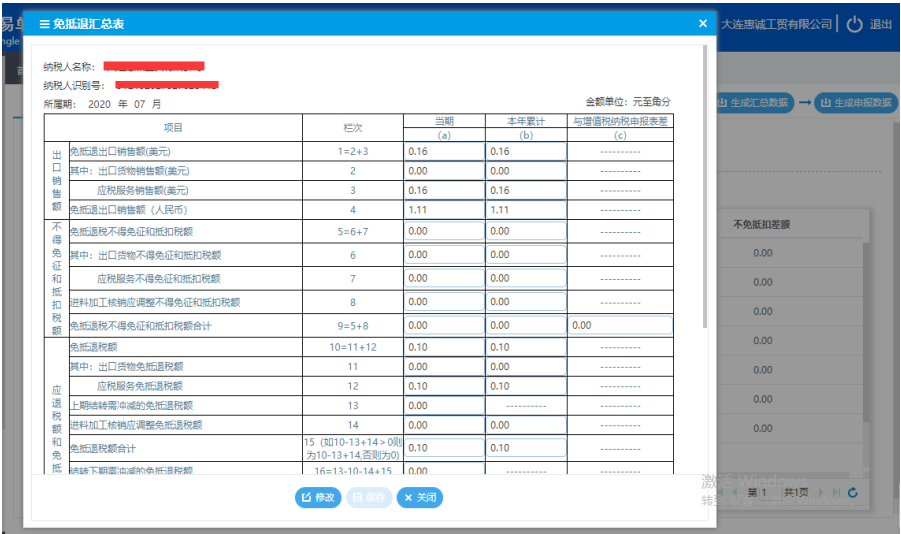 免抵退汇总表 ×
大连惠诚工贸有限公司 退出
纳税人名称：
纳税人识别号：
所属期： 2020 年 07 月 金额单位：元至角分
生成汇总数据 生成申报数据
项目 栏次 当期 本年累计 与增值税纳税申报表差
(a) (b) (c)
出口销售额
免抵退出口销售额(美元) 1=2+3 0.16 0.16 ----------
其中：出口货物销售额(美元) 2 0.00 0.00 ----------
应税服务销售额(美元) 3 0.16 0.16 ----------
免抵退出口销售额（人民币） 4 1.11 1.11 ----------
不得免征和抵扣税额
免抵退税不得免征和抵扣税额 5=6+7 0.00 0.00 ----------
其中：出口货物不得免征和抵扣税额 6 0.00 0.00 ----------
应税服务不得免征和抵扣税额 7 0.00 0.00 ----------
进料加工核销应调整不得免征和抵扣税额 8 0.00 0.00 ----------
免抵退税不得免征和抵扣税额合计 9=5+8 0.00 0.00 0.00
应退税额和免抵
免抵退税额 10=11+12 0.10 0.10 ----------
其中：出口货物免抵退税额 11 0.00 0.00 ----------
应税服务免抵退税额 12 0.10 0.10 ----------
上期结转需冲减的免抵退税额 13 0.00 ----------
进料加工核销应调整免抵退税额 14 0.00 0.00 ----------
免抵退税额合计 15（如10-13+14＞0则为10-13+14,否则为0） 0.10 0.10 ----------
结转下期需冲减的免抵退税额 16=13-10-14+15 0.00 ---------- ----------
修改 保存 × 关闭
不免抵扣差额
0.00
0.00
0.00
0.00
0.00
0.00
0.00
第 1 共1页
激活 Windows